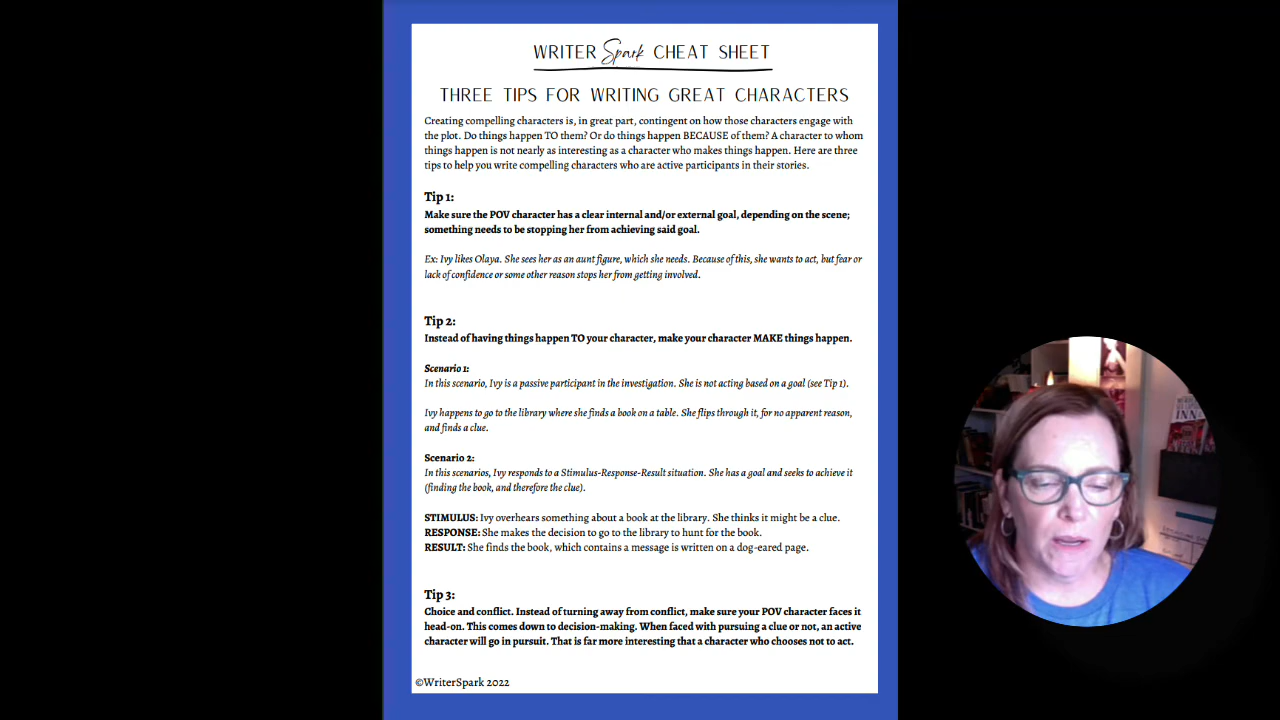 WRITER Spark CHEAT SHEET
THREE TIPS FOR WRITING GREAT CHARACTERS
Creating compelling characters is, in great part, contingent on how those characters engage with
the plot. Do things happen TO them? Or do things happen BECAUSE of them? A character to whom
things happen is not nearly as interesting as a character who makes things happen. Here are three
tips to help you write compelling characters who are active participants in their stories.
Tip 1:
Make sure the POV character has a clear internal and/or external goal, depending on the scene;
something needs to be stopping her from achieving said goal.
Ex: Ivy likes Olaya. She sees her as an aunt figure, which she needs. Because of this, she wants to act, but fear or
lack of confidence or some other reason stops her from getting involved.
Tip 2:
Instead of having things happen TO your character, make your character MAKE things happen.
Scenario 1:
In this scenario, Ivy is a passive participant in the investigation. She is not acting based on a goal (see Tip 1).
Ivy happens to go to the library where she finds a book on a table. She flips through it, for no apparent reason,
and finds a clue.
Scenario 2:
In this scenarios, Ivy responds to a Stimulus-Response-Result situation. She has a goal and seeks to achieve it
(finding the book, and therefore the clue).
STIMULUS: Ivy overhears something about a book at the library. She thinks it might be a clue.
RESPONSE: She makes the decision to go to the library to hunt for the book.
RESULT: She finds the book, which contains a message is written on a dog-eared page.
Tip 3:
Choice and conflict. Instead of turning away from conflict, make sure your POV character faces it
head-on. This comes down to decision-making. When faced with pursuing a clue or not, an active
character will go in pursuit. That is far more interesting that a character who chooses not to act.
©WriterSpark 2022